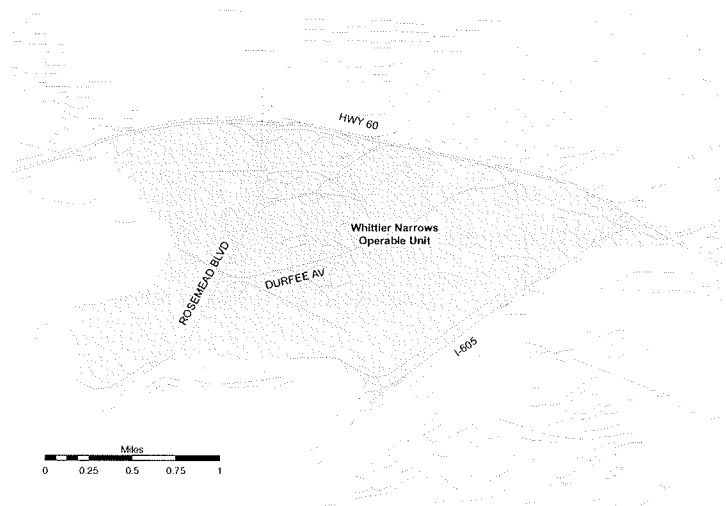 HWY 60
Whittier Narrows
Operable Unit
ROSEMEAD BLVD
DURFEE AV
I-605
Miles
0 0.25 0.5 0.75 1